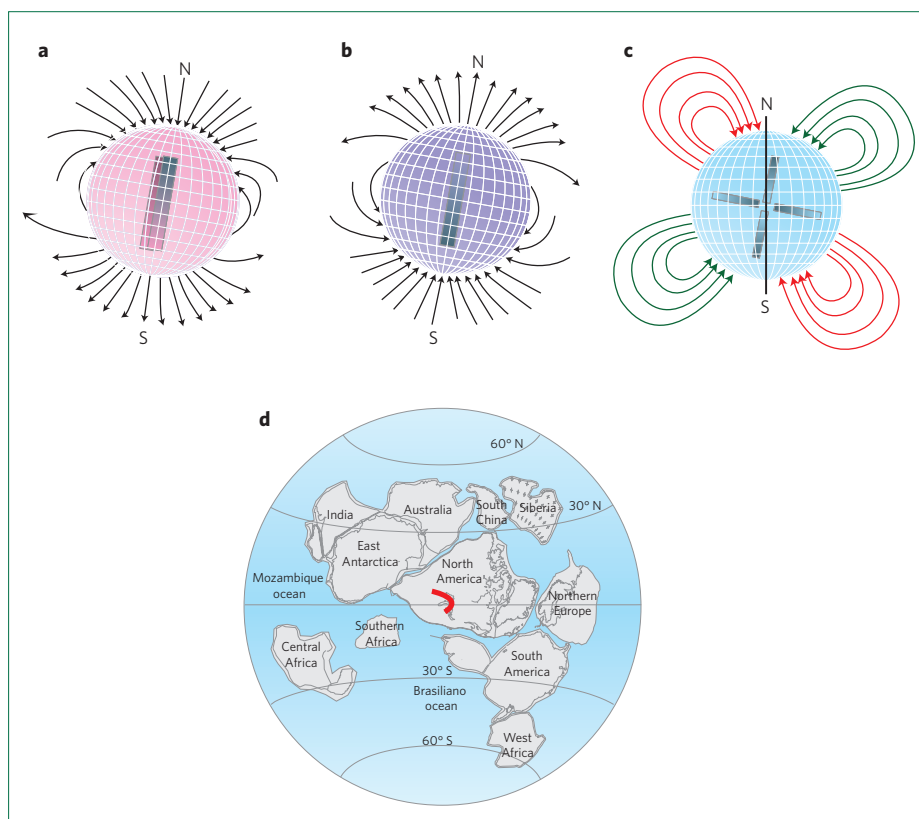 a
b
c
N
N
N
S
S
S
d
60° N
India
Australia
South
China
Siberia
30° N
East
Antarctica
North
America
Mozambique
ocean
Northern
Europe
Southern
Africa
Central
Africa
South
America
30° S
Brasiliano
ocean
West
Africa
60° S